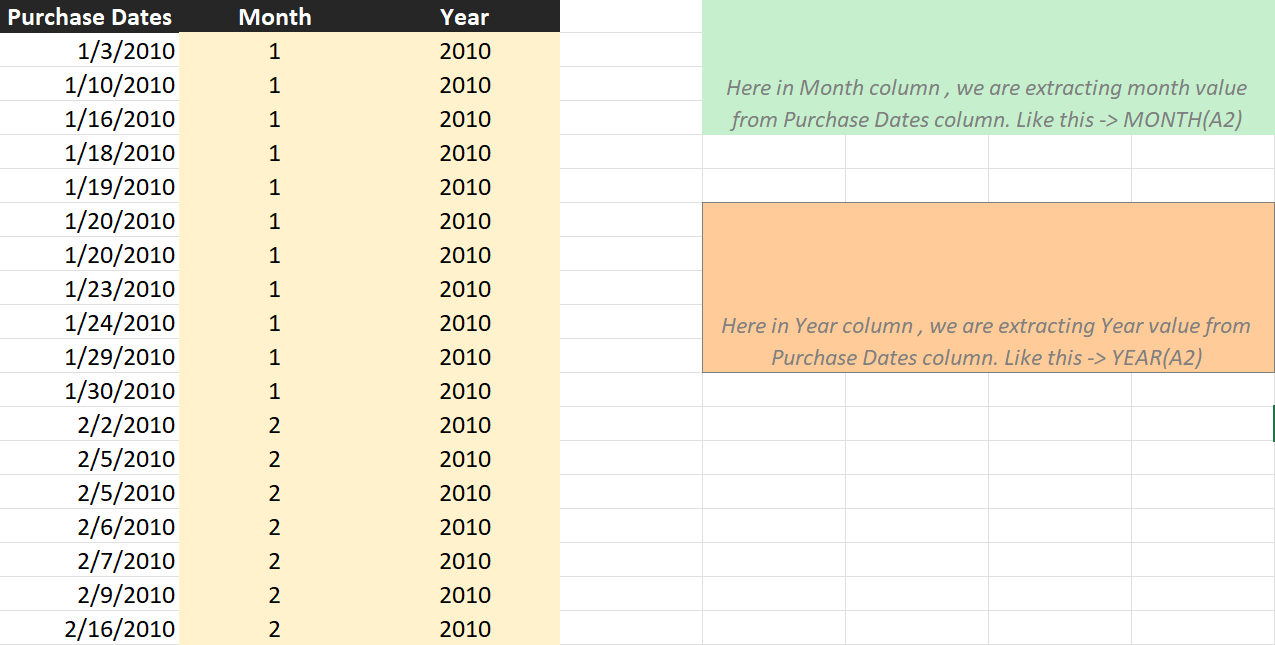 Purchase Dates Month Year
1/3/2010 1 2010
1/10/2010 1 2010
1/16/2010 1 2010
1/18/2010 1 2010
1/19/2010 1 2010
1/20/2010 1 2010
1/20/2010 1 2010
1/23/2010 1 2010
1/24/2010 1 2010
1/29/2010 1 2010
1/30/2010 1 2010
2/2/2010 2 2010
2/5/2010 2 2010
2/5/2010 2 2010
2/6/2010 2 2010
2/7/2010 2 2010
2/9/2010 2 2010
2/16/2010 2 2010
Here in Month column , we are extracting month value
from Purchase Dates column. Like this -> MONTH(A2)
Here in Year column , we are extracting Year value from
Purchase Dates column. Like this -> YEAR(A2)